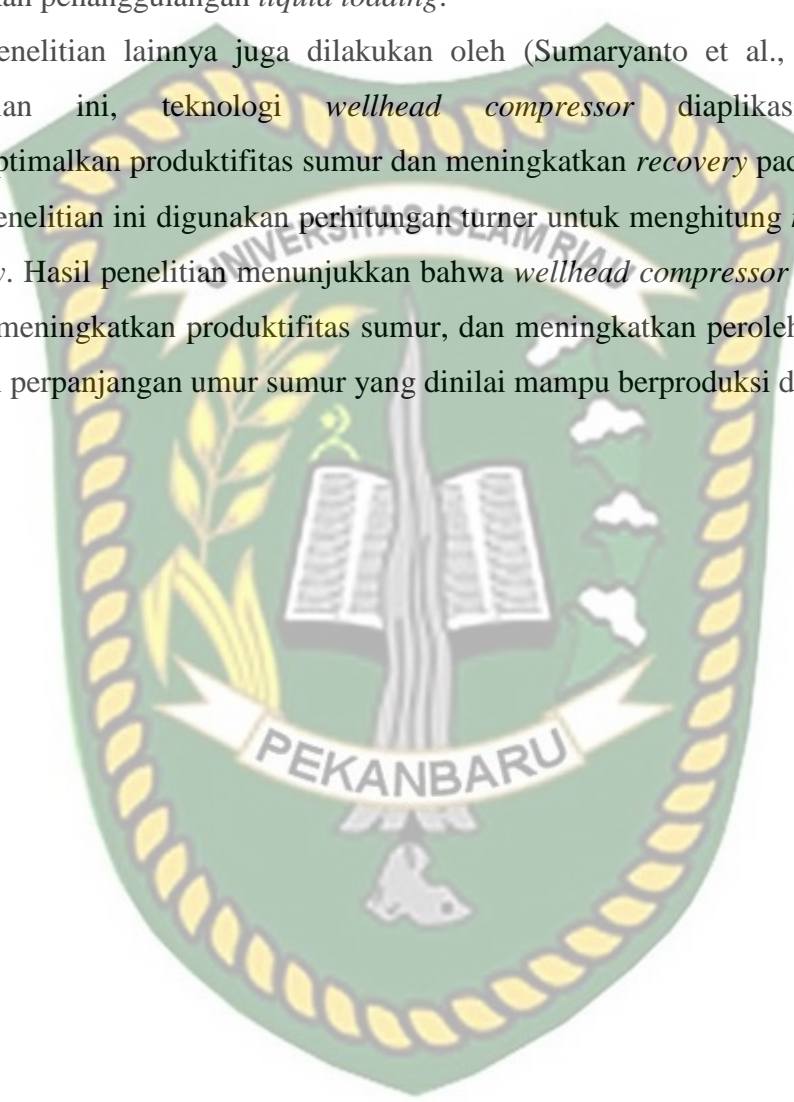 an penanggulangan liquid loading.
enelitian lainnya juga dilakukan oleh (Sumaryanto et al.,
an ini, teknologi wellhead compressor diaplikas
ptimalkan produktifitas sumur dan meningkatkan recovery pad
enelitian ini digunakan perhitungan turner untuk menghitung
y. Hasil penelitian menunjukkan bahwa wellhead compressor
meningkatkan produktifitas sumur, dan meningkatkan peroleh
perpanjangan umur sumur yang dinilai mampu berproduksi d
UNIVERSITAS ISLAM RIAU
PEKANBARU